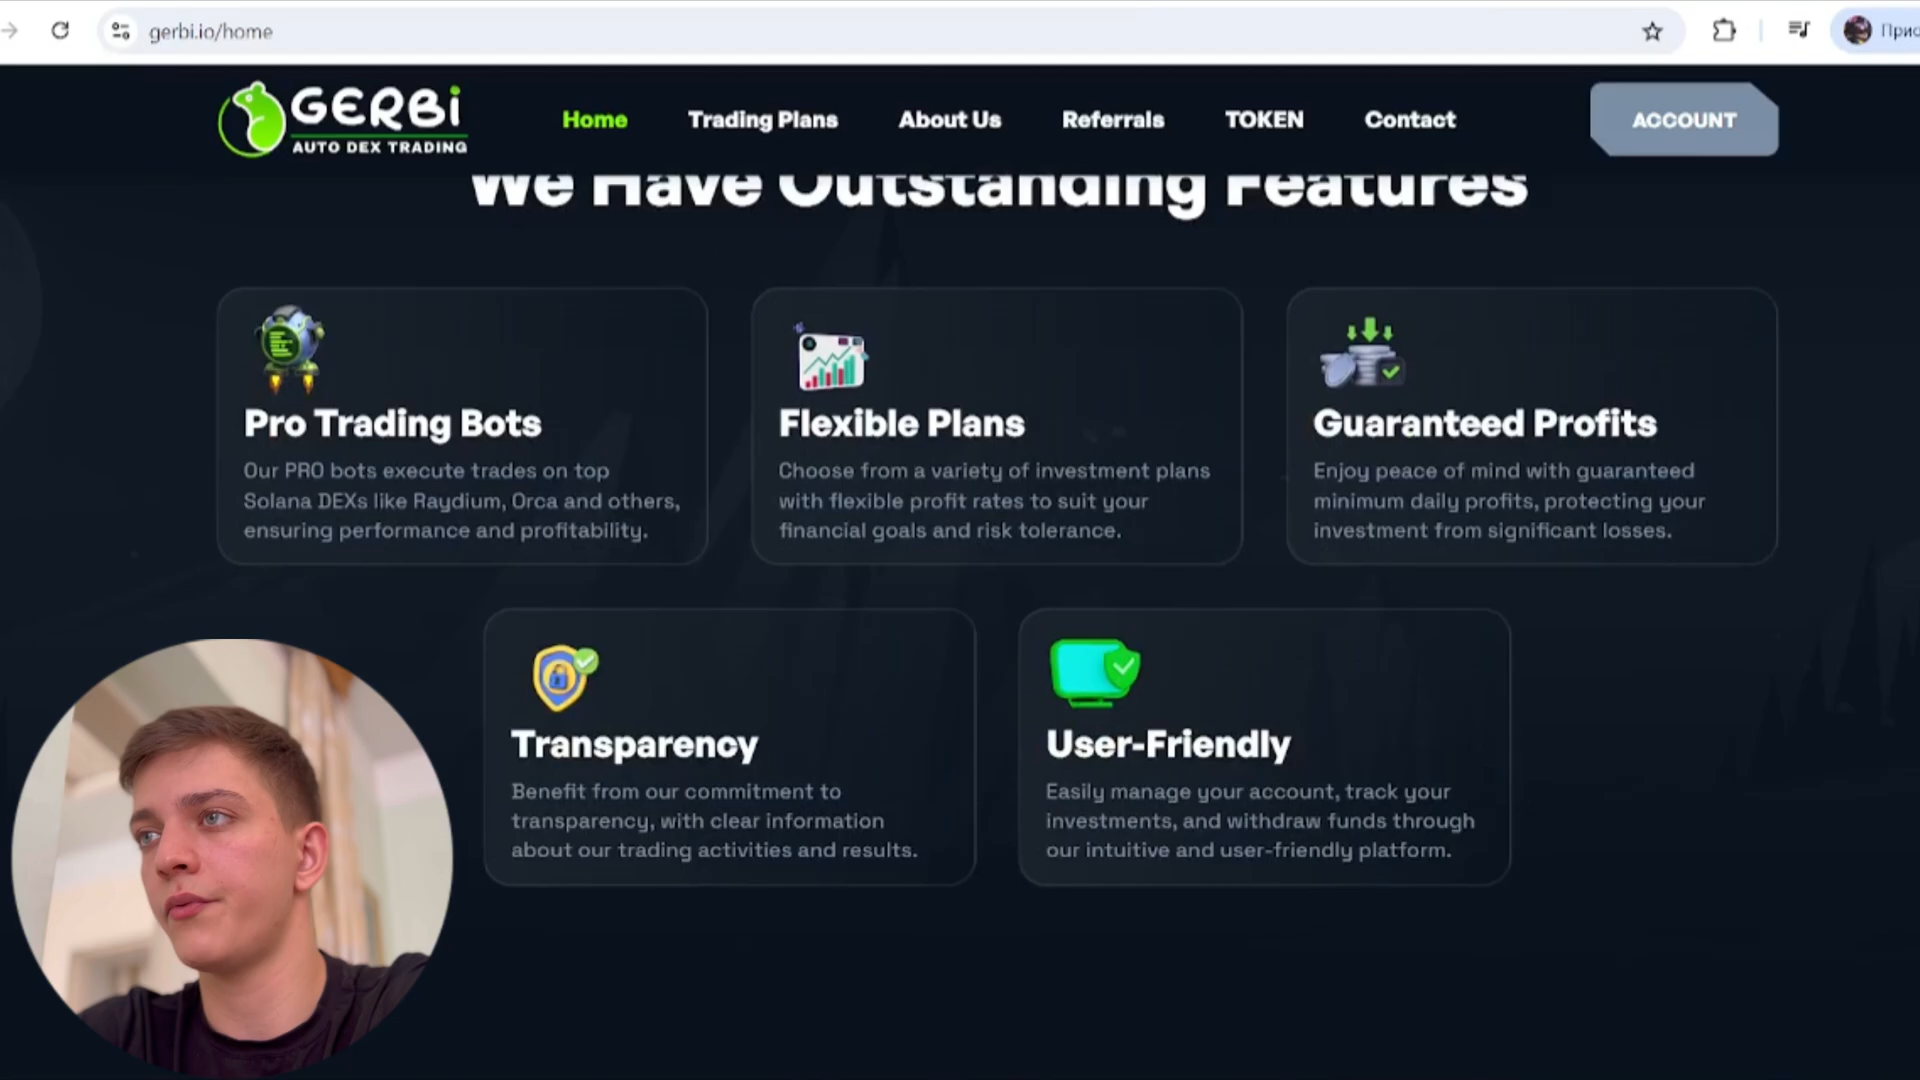 gerbi.io/home
GERBi
AUTO DEX TRADING
Home
Trading Plans
About Us
Referrals
TOKEN
Contact
ACCOUNT
We Have Outstanding Features
Pro Trading Bots
Our PRO bots execute trades on top
Solana DEXs like Raydium, Orca and others,
ensuring performance and profitability.
Flexible Plans
Choose from a variety of investment plans
with flexible profit rates to suit your
financial goals and risk tolerance.
Guaranteed Profits
Enjoy peace of mind with guaranteed
minimum daily profits, protecting your
investment from significant losses.
Transparency
Benefit from our commitment to
transparency, with clear information
about our trading activities and results.
User-Friendly
Easily manage your account, track your
investments, and withdraw funds through
our intuitive and user-friendly platform.